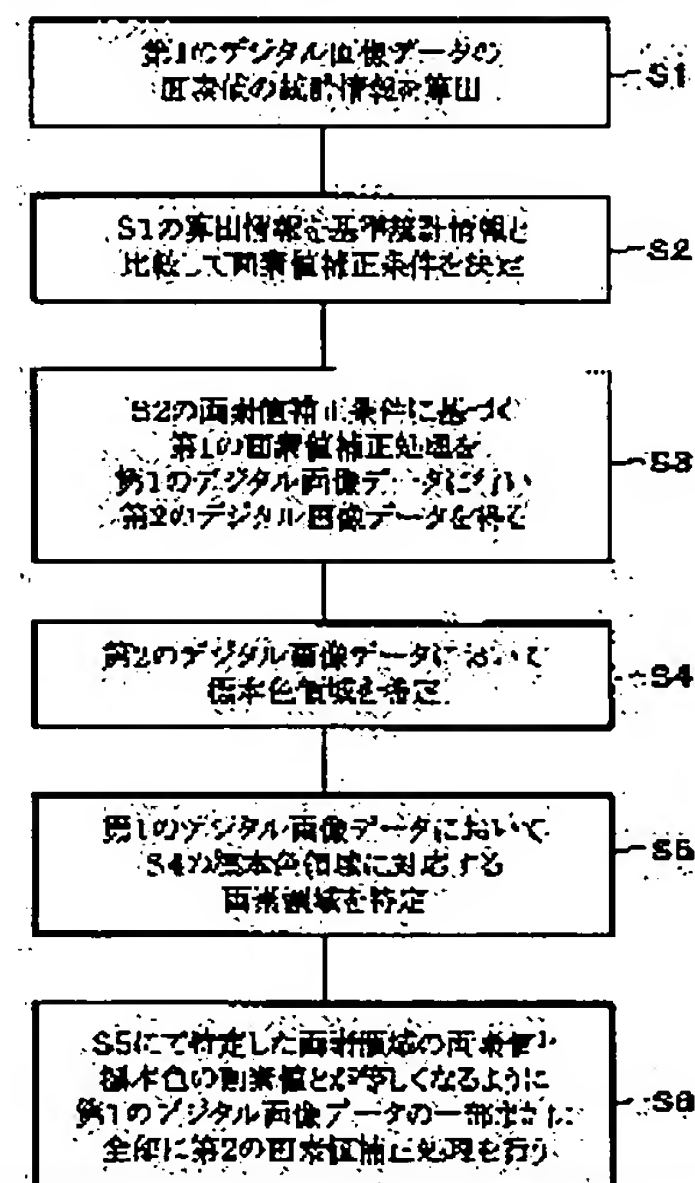 第1のデジタル画像データの
画素値の統計情報を算出
S1
S1の算出情報を基準統計情報と
比較して画素値補正条件を決定
S2
S2の画素値補正条件に基づく
第1の画素値補正処理を
第1のデジタル画像データに行い
第2のデジタル画像データを得る
S3
第2のデジタル画像データにおいて
標本色領域を特定
S4
第1のデジタル画像データにおいて
S4の標本色領域に対応する
画素領域を特定
S5
S5にて特定した画素領域の画素値と
標本色の画素値とが等しくなるように
第1のデジタル画像データの一部または
全部に第2の画素値補正処理を行う
S6